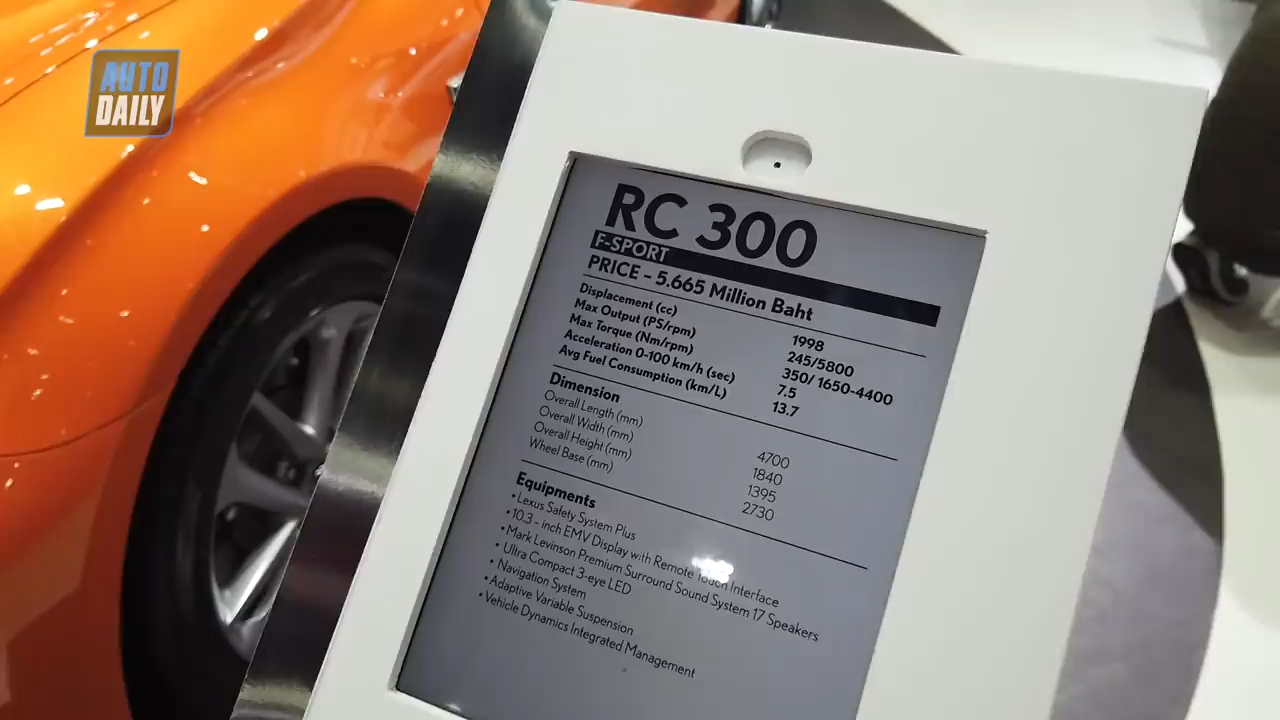 AUTO
DAILY
RC 300
F-SPORT
PRICE - 5.665 Million Baht
Displacement (cc) 1998
Max Output (PS/rpm) 245/5800
Max Torque (Nm/rpm) 350/ 1650-4400
Acceleration 0-100 km/h (sec) 7.5
Avg Fuel Consumption (km/L) 13.7
Dimension
Overall Length (mm) 4700
Overall Width (mm) 1840
Overall Height (mm) 1395
Wheel Base (mm) 2730
Equipments
•Lexus Safety System Plus
•10.3 - inch EMV Display with Remote Touch Interface
•Mark Levinson Premium Surround Sound System 17 Speakers
•Ultra Compact 3-eye LED
•Navigation System
•Adaptive Variable Suspension
•Vehicle Dynamics Integrated Management